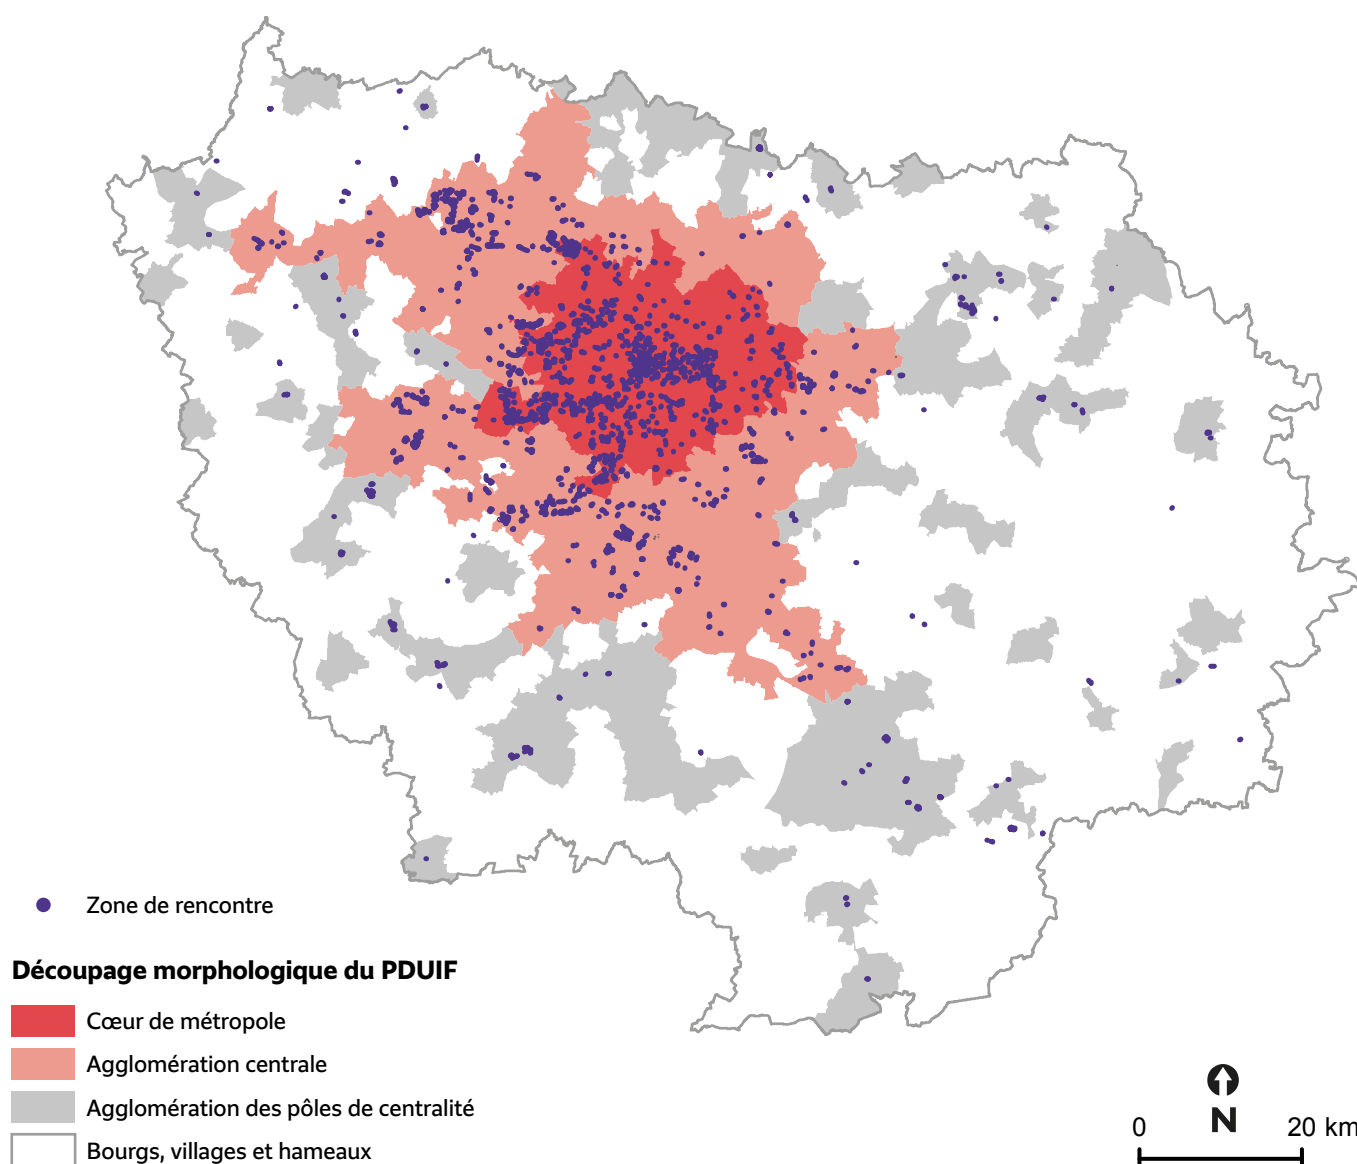 Zone de rencontre
Découpage morphologique du PDUIF
Cœur de métropole
Agglomération centrale
Agglomération des pôles de centralité
Bourgs, villages et hameaux
N
0 20 km